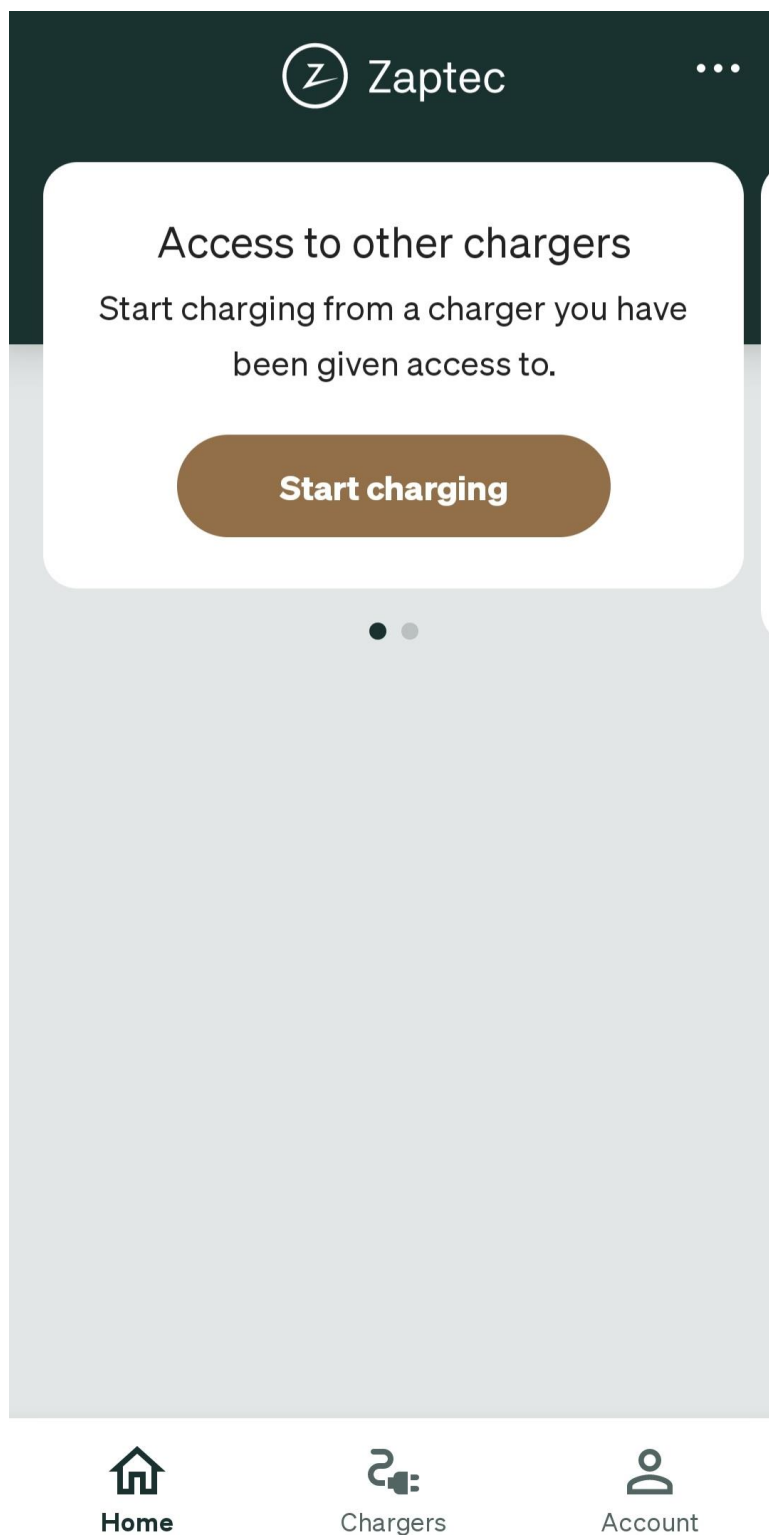 Zaptec
Access to other chargers
Start charging from a charger you have
been given access to.
Start charging
Home
Chargers
Account